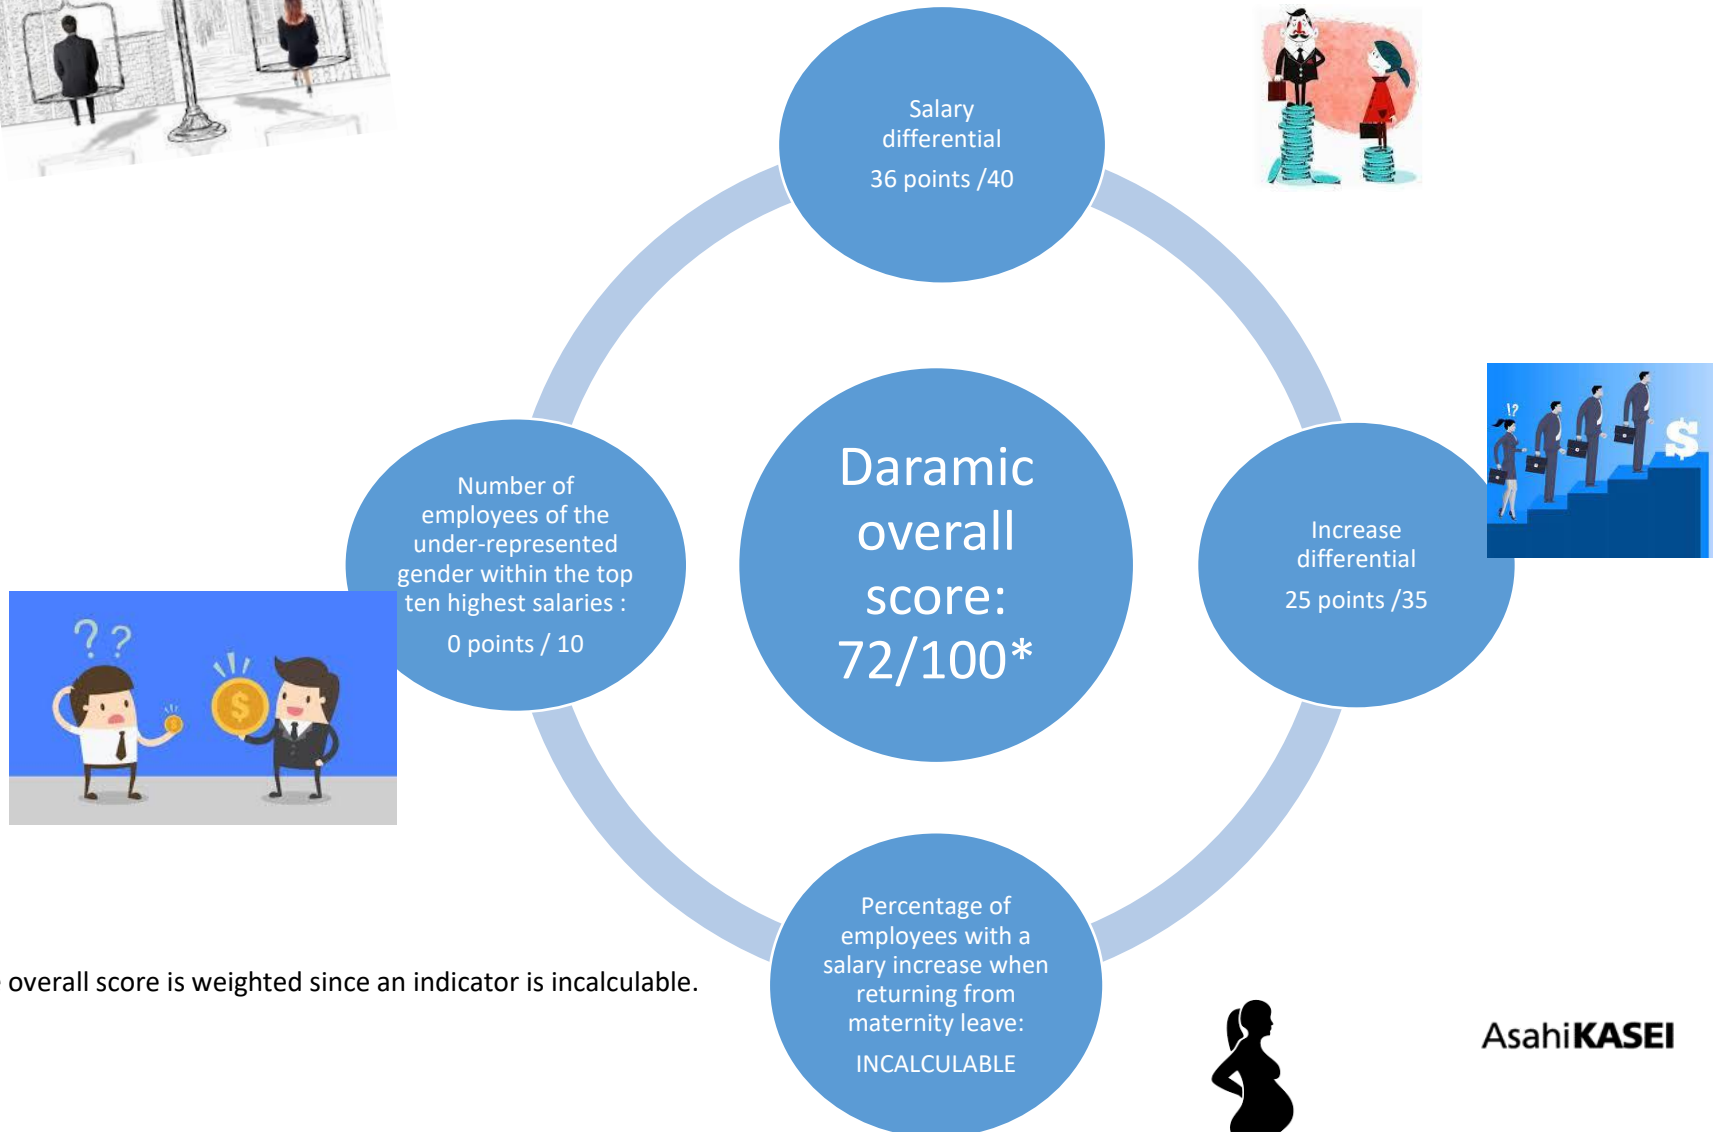 Salary
differential
36 points /40
!?
$
Number of
employees of the
under-represented
gender within the top
ten highest salaries :
0 points / 10
Daramic
overall
score:
72/100*
Increase
differential
25 points /35
? ?
$
$
Percentage of
employees with a
salary increase when
returning from
maternity leave:
INCALCULABLE
overall score is weighted since an indicator is incalculable.
AsahiKASEI